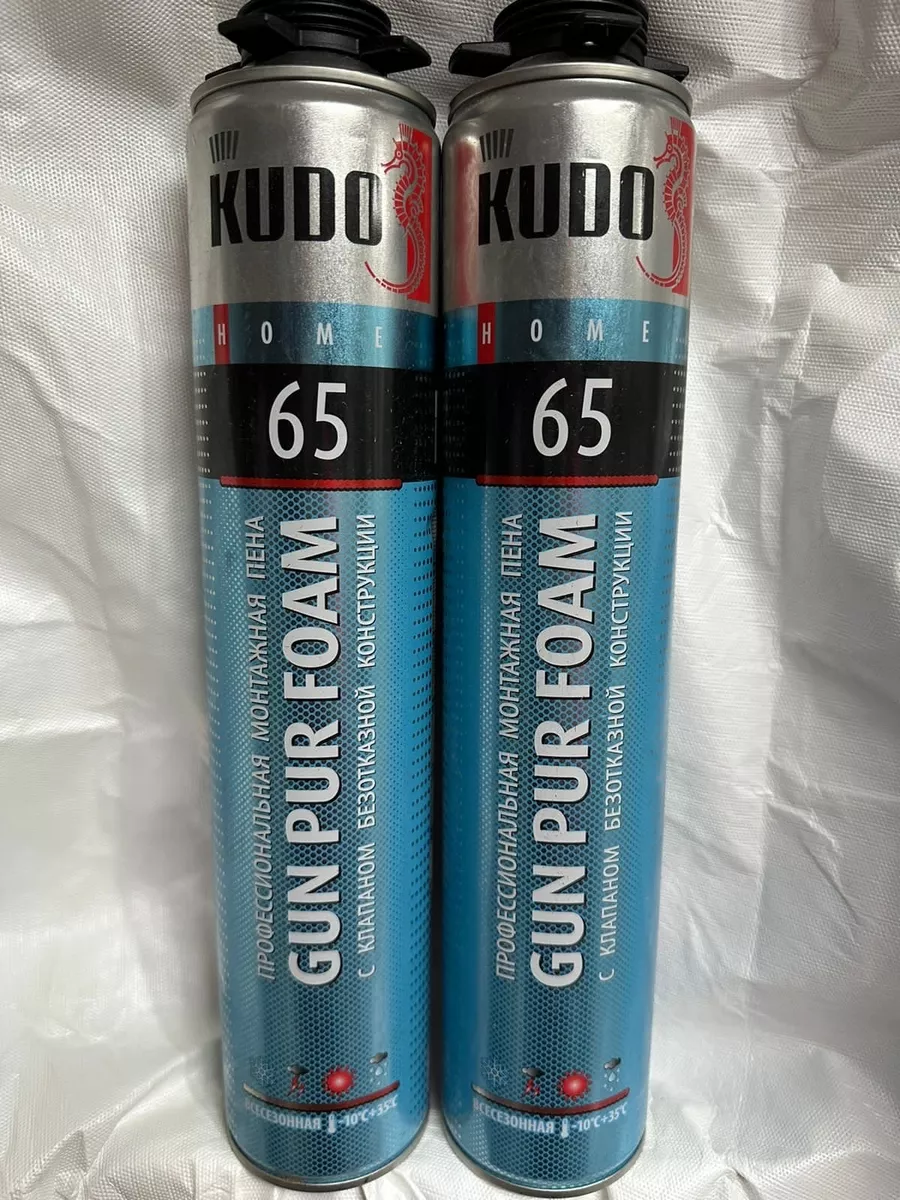 KUDO
HOME
65
ПРОФЕССИОНАЛЬНАЯ МОНТАЖНАЯ ПЕНА
GUN PUR FOAM
С КЛАПАНОМ БЕЗОТКАЗНОЙ КОНСТРУКЦИИ
ВСЕСЕЗОННАЯ -10°C+35°C
KUDO
HOME
65
ПРОФЕССИОНАЛЬНАЯ МОНТАЖНАЯ ПЕНА
GUN PUR FOAM
С КЛАПАНОМ БЕЗОТКАЗНОЙ КОНСТРУКЦИИ
ВСЕСЕЗОННАЯ -10°C+35°C